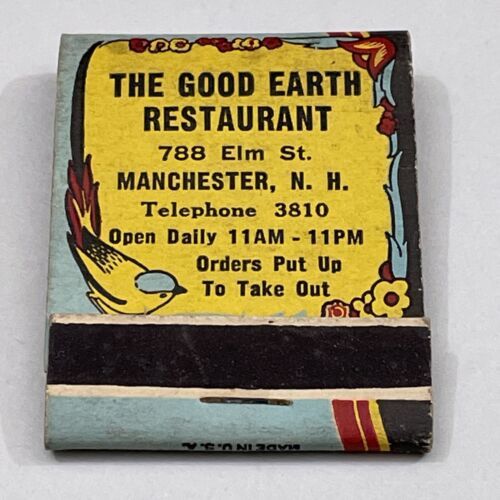 THE GOOD EARTH
RESTAURANT
788 Elm St.
MANCHESTER, N. H.
Telephone 3810
Open Daily 11AM - 11PM
Orders Put Up
To Take Out
MADE IN U.S.A.